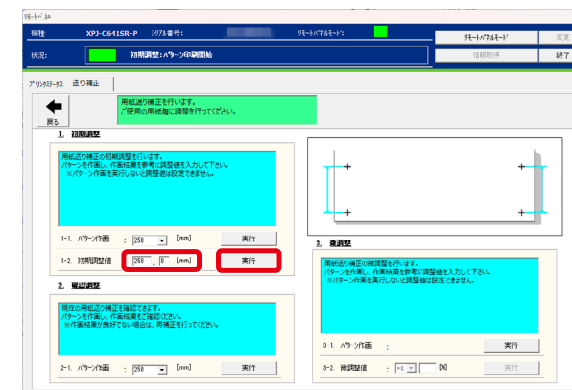 ﾘﾓｰﾄﾊﾟﾈﾙ
機種: XPJ-C641SR-P ｼﾘｱﾙ番号: ﾘﾓｰﾄﾊﾟﾈﾙﾓｰﾄﾞ: ﾘﾓｰﾄﾊﾟﾈﾙﾓｰﾄﾞ 変更
状況: 初期調整:ﾊﾟﾀｰﾝ印刷開始 情報取得 終了
ﾌﾟﾘﾝﾀｽﾃｰﾀｽ 送り補正
戻る
用紙送り補正を行います。
ご使用の用紙毎に調整を行ってください。
1. 初期調整
用紙送り補正の初期調整を行います。
パターンを作画し、作画結果を参考に調整値を入力して下さい。
※パターン作画を実行しないと調整値は設定できません。
1-1. ﾊﾟﾀｰﾝ作画 : 250 [mm] 実行
1-2. 初期調整値 250 . 0 [mm] 実行
2. 確認調整
現在の用紙送り補正を確認できます。
パターンを作画し、作画結果をご確認ください。
※作画結果が良好でない場合は、再補正を行ってください。
2-1. ﾊﾟﾀｰﾝ作画 : 250 [mm] 実行
3. 微調整
用紙送り補正の微調整を行います。
パターンを作画し、作画結果を参考に調整値を入力して下さい。
※パターン作画を実行しないと調整値は設定できません。
3-1. ﾊﾟﾀｰﾝ作画 : 実行
3-2. 微調整値 : +0. [%] 実行